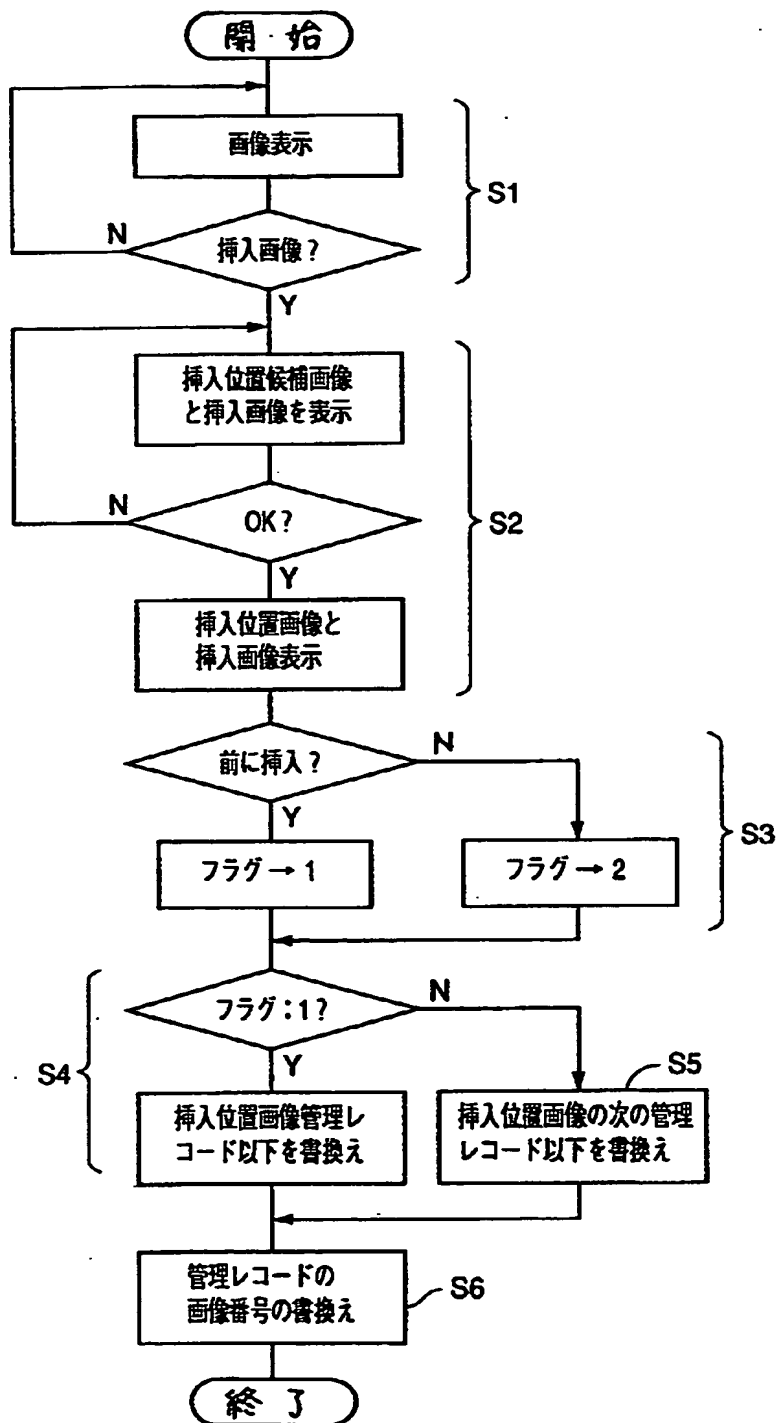 開始
画像表示
S1
挿入画像?
N
Y
挿入位置候補画像
と挿入画像を表示
OK?
N
S2
Y
挿入位置画像と
挿入画像表示
前に挿入?
N
Y
S3
フラグ→1
フラグ→2
フラグ:1?
N
Y
S4
S5
挿入位置画像管理レ
コード以下を書換え
挿入位置画像の次の管理
レコード以下を書換え
管理レコードの
画像番号の書換え
S6
終了